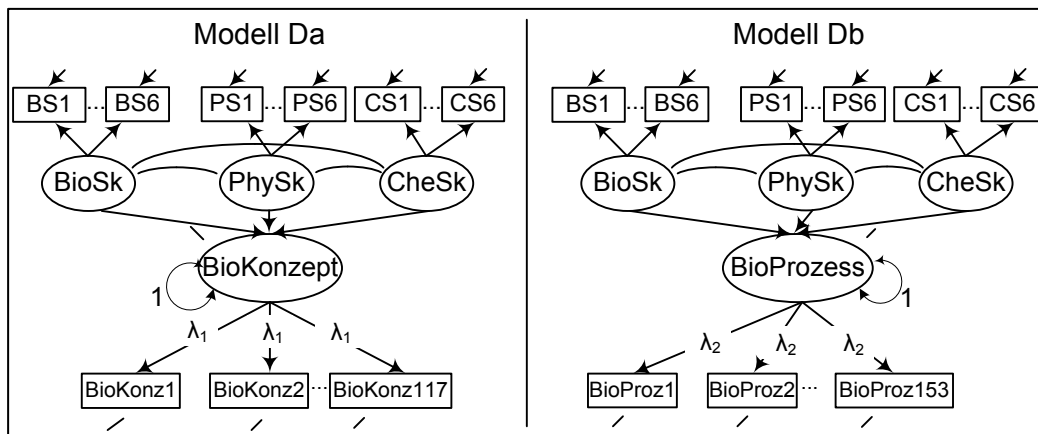 Modell Da
BS1 ... BS6 PS1 ... PS6 CS1 ... CS6
BioSk PhySk CheSk
BioKonzept
1
λ1 λ1 λ1
BioKonz1 BioKonz2 ... BioKonz117
Modell Db
BS1 ... BS6 PS1 ... PS6 CS1 ... CS6
BioSk PhySk CheSk
BioProzess
1
λ2 λ2 λ2
BioProz1 BioProz2 ... BioProz153